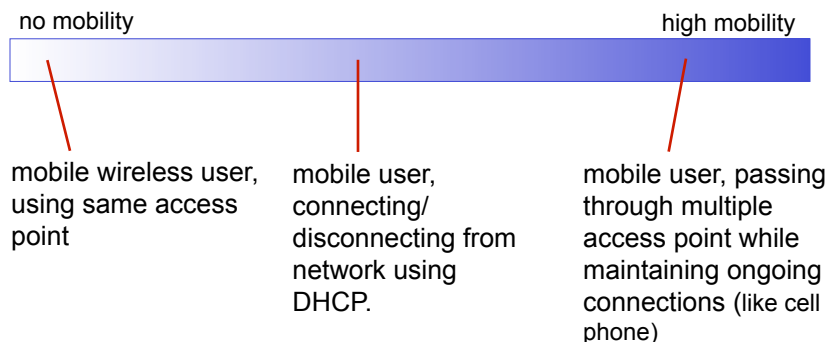 no mobility
high mobility
mobile wireless user,
using same access
point
mobile user,
connecting/
disconnecting from
network using
DHCP.
mobile user, passing
through multiple
access point while
maintaining ongoing
connections (like cell
phone)